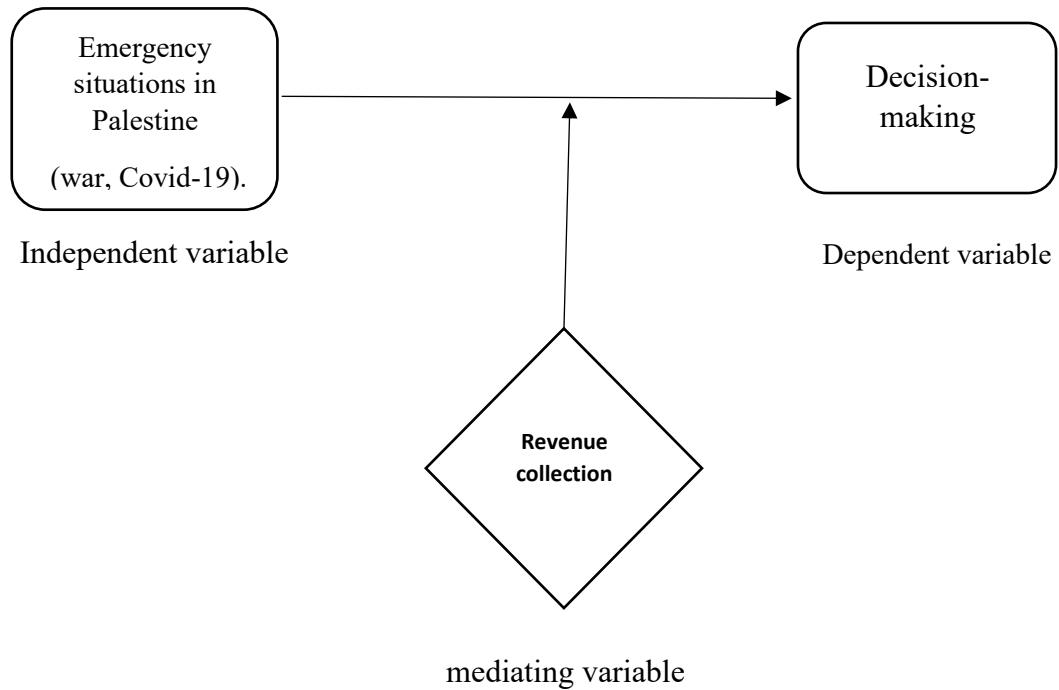 Emergency
situations in
Palestine
(war, Covid-19).
Decision-
making
Independent variable
Dependent variable
Revenue
collection
mediating variable